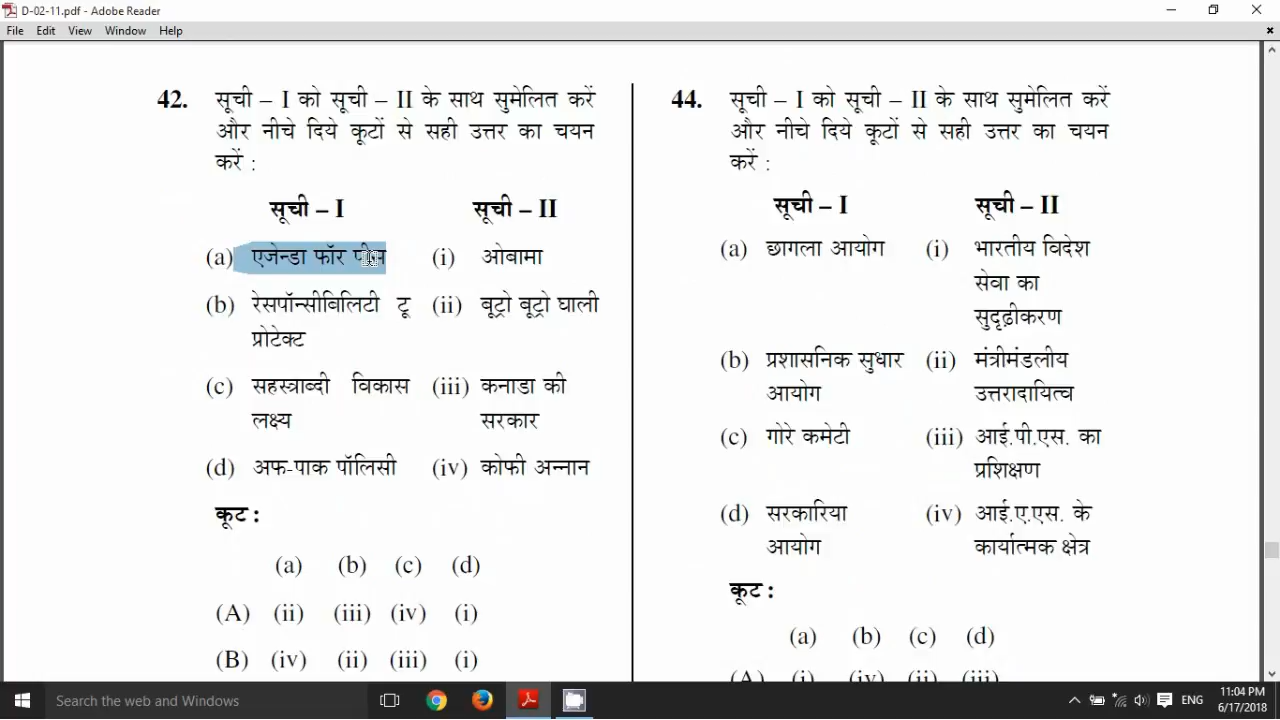 D-02-11.pdf - Adobe Reader
File Edit View Window Help
42. सूची – I को सूची – II के साथ सुमेलित करें
और नीचे दिये कूटों से सही उत्तर का चयन
करें :
सूची – I सूची – II
(a) एजेन्डा फॉर पीस (i) ओबामा
(b) रेसपॉन्सीबिलिटी टू (ii) बूट्रो बूट्रो घाली
प्रोटेक्ट
(c) सहस्त्राब्दी विकास (iii) कनाडा की
लक्ष्य सरकार
(d) अफ-पाक पॉलिसी (iv) कोफी अन्नान
कूट :
(a) (b) (c) (d)
(A) (ii) (iii) (iv) (i)
(B) (iv) (ii) (iii) (i)
44. सूची – I को सूची – II के साथ सुमेलित करें
और नीचे दिये कूटों से सही उत्तर का चयन
करें :
सूची – I सूची – II
(a) छागला आयोग (i) भारतीय विदेश
सेवा का
सुदृढ़ीकरण
(b) प्रशासनिक सुधार (ii) मंत्रीमंडलीय
आयोग उत्तरादायित्व
(c) गोरे कमेटी (iii) आई.पी.एस. का
प्रशिक्षण
(d) सरकारिया (iv) आई.ए.एस. के
आयोग कार्यात्मक क्षेत्र
कूट :
(a) (b) (c) (d)
(A) (i) (iv) (ii) (iii)
Search the web and Windows
ENG
11:04 PM
6/17/2018